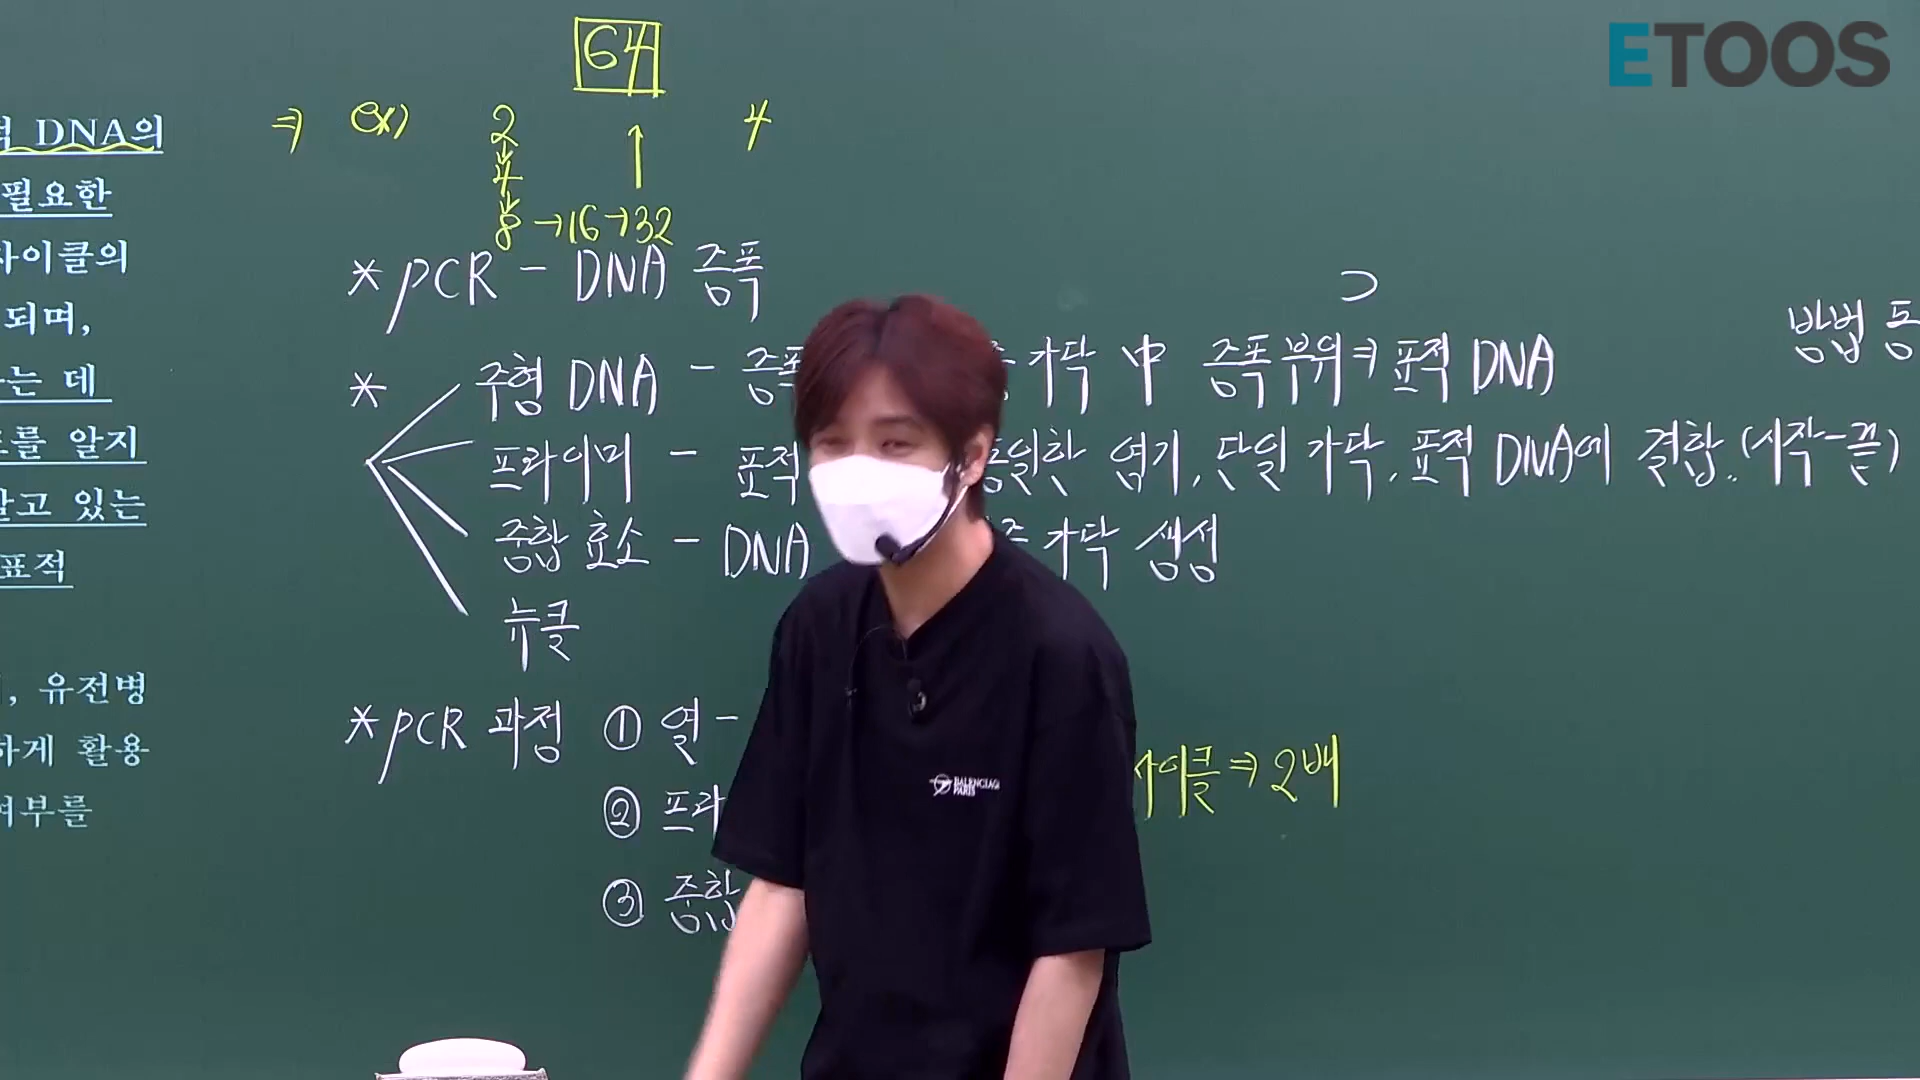 ETOOS
64
DNA의
필요한
사이클의
되며,
는 데
를 알지
알고 있는
표적
, 유전병
하게 활용
여부를
⇒ ex) 2 4
↓
4
↓
8 → 16 → 32
↑
* PCR - DNA 증폭
* 주형 DNA - 증폭 가닥 中 증폭부위 ⇒ 표적 DNA
프라이머 - 표적 동일한 염기, 단일 가닥, 표적 DNA에 결합. (시작-끝)
중합 효소 - DNA 가닥 생성
뉴클
방법 등
* PCR 과정 ① 열 -
② 프라
③ 중합
사이클 ⇒ 2배
BALENCIAGA
PARIS